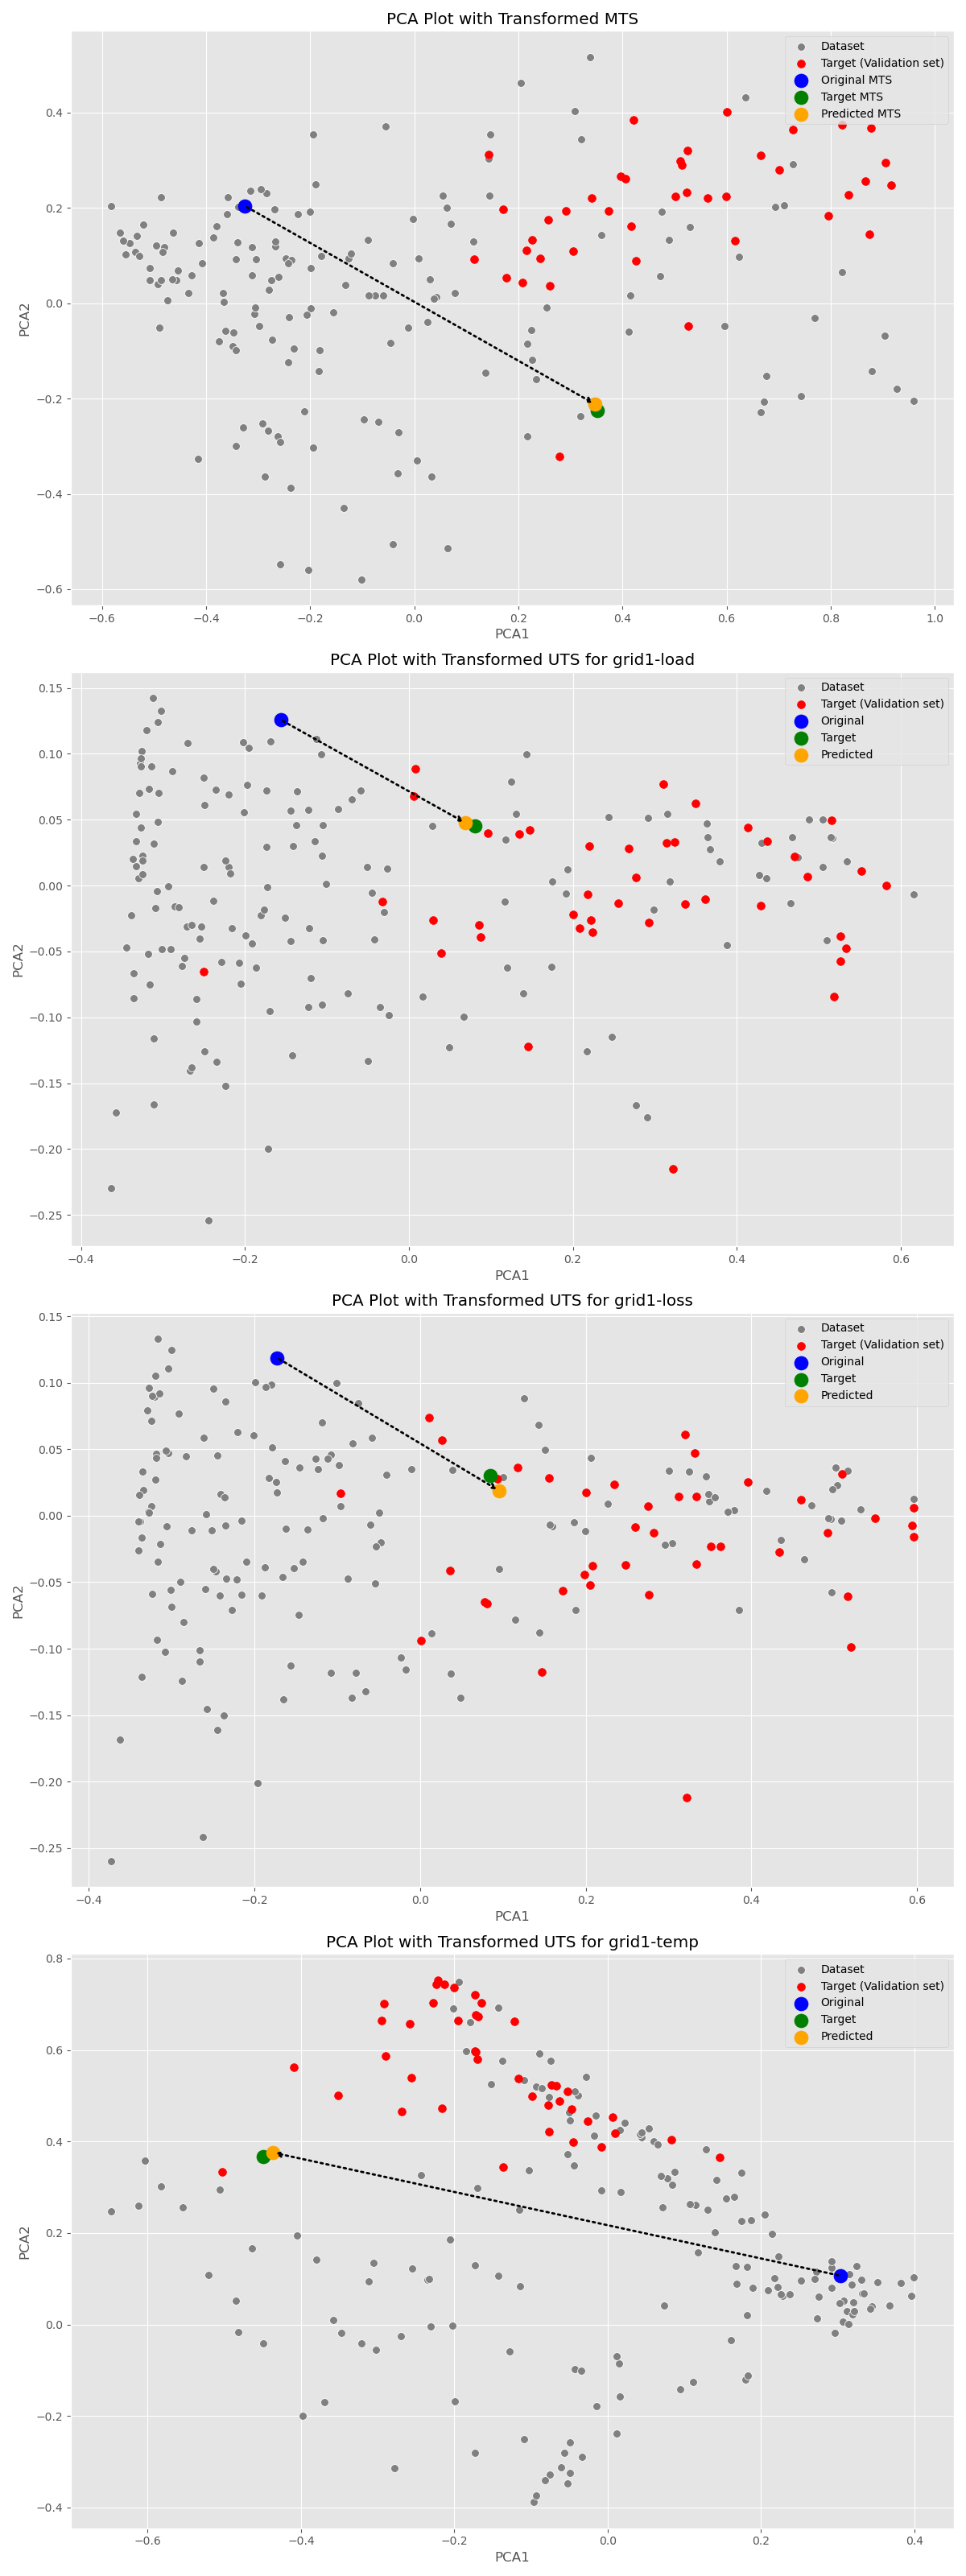 PCA Plot with Transformed MTS
Dataset
Target (Validation set)
Original MTS
Target MTS
Predicted MTS
0.4
0.2
0.0
−0.2
−0.4
−0.6
PCA2
−0.6 −0.4 −0.2 0.0 0.2 0.4 0.6 0.8 1.0
PCA1
PCA Plot with Transformed UTS for grid1-load
Dataset
Target (Validation set)
Original
Target
Predicted
0.15
0.10
0.05
0.00
−0.05
−0.10
−0.15
−0.20
−0.25
PCA2
−0.4 −0.2 0.0 0.2 0.4 0.6
PCA1
PCA Plot with Transformed UTS for grid1-loss
Dataset
Target (Validation set)
Original
Target
Predicted
0.15
0.10
0.05
0.00
−0.05
−0.10
−0.15
−0.20
−0.25
PCA2
−0.4 −0.2 0.0 0.2 0.4 0.6
PCA1
PCA Plot with Transformed UTS for grid1-temp
Dataset
Target (Validation set)
Original
Target
Predicted
0.8
0.6
0.4
0.2
0.0
−0.2
−0.4
PCA2
−0.6 −0.4 −0.2 0.0 0.2 0.4
PCA1